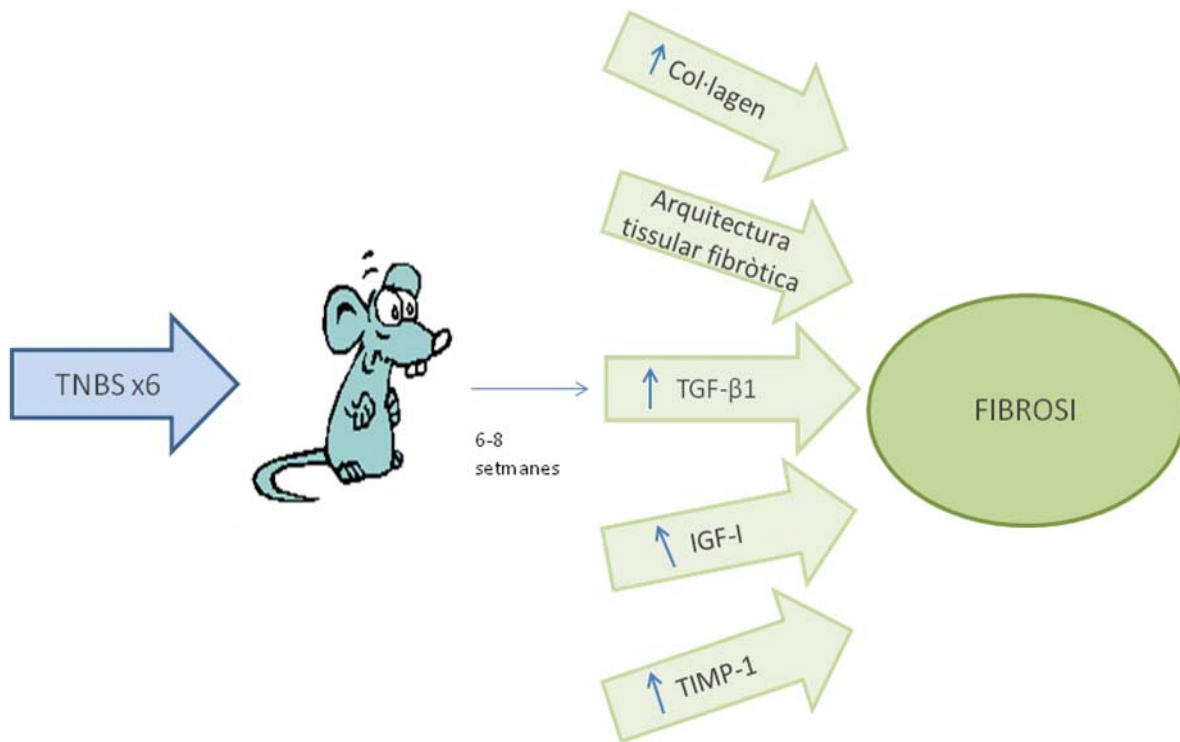 ↑ Col·lagen
Arquitectura
tissular fibròtica
TNBS x6
6-8
setmanes
↑ TGF-β1
↑ IGF-I
↑ TIMP-1
FIBROSI